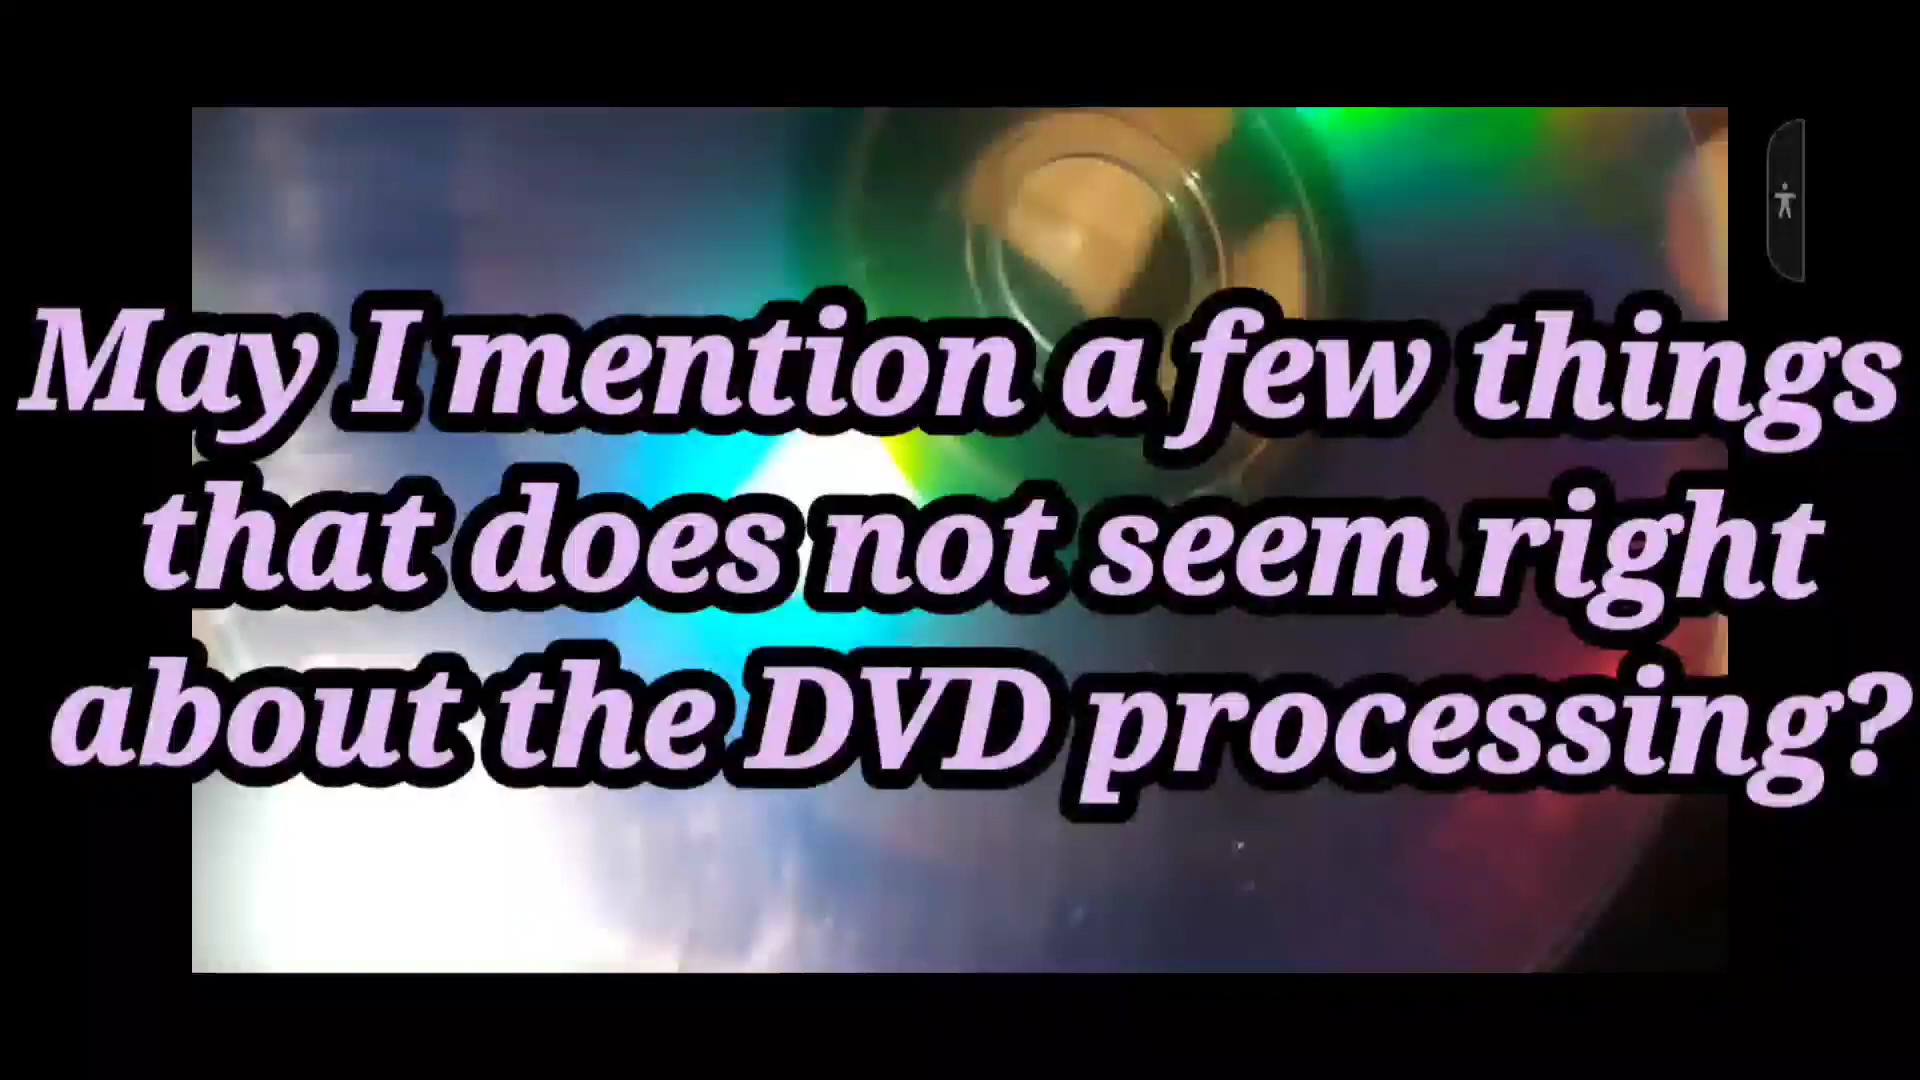 May I mention a few things
that does not seem right
about the DVD processing?